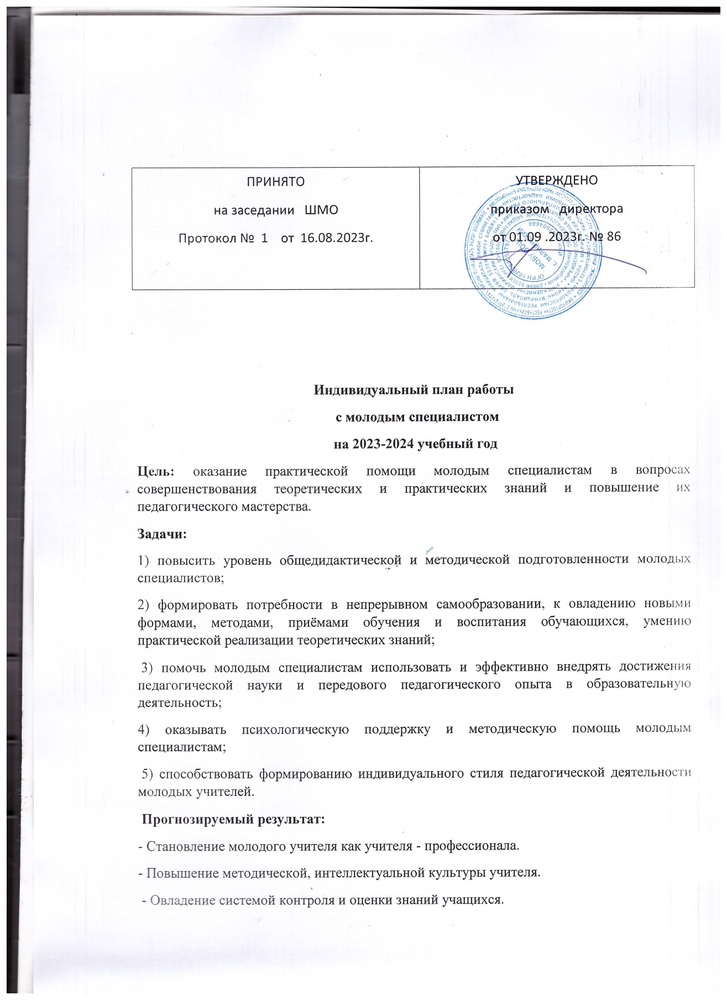 ПРИНЯТО
на заседании ШМО
Протокол № 1 от 16.08.2023г.
УТВЕРЖДЕНО
приказом директора
от 01.09 .2023г. № 86
Индивидуальный план работы
с молодым специалистом
на 2023-2024 учебный год
Цель: оказание практической помощи молодым специалистам в вопросах
совершенствования теоретических и практических знаний и повышение их
педагогического мастерства.
Задачи:
1) повысить уровень общедидактической и методической подготовленности молодых
специалистов;
2) формировать потребности в непрерывном самообразовании, к овладению новыми
формами, методами, приёмами обучения и воспитания обучающихся, умению
практической реализации теоретических знаний;
3) помочь молодым специалистам использовать и эффективно внедрять достижения
педагогической науки и передового педагогического опыта в образовательную
деятельность;
4) оказывать психологическую поддержку и методическую помощь молодым
специалистам;
5) способствовать формированию индивидуального стиля педагогической деятельности
молодых учителей.
Прогнозируемый результат:
- Становление молодого учителя как учителя - профессионала.
- Повышение методической, интеллектуальной культуры учителя.
- Овладение системой контроля и оценки знаний учащихся.